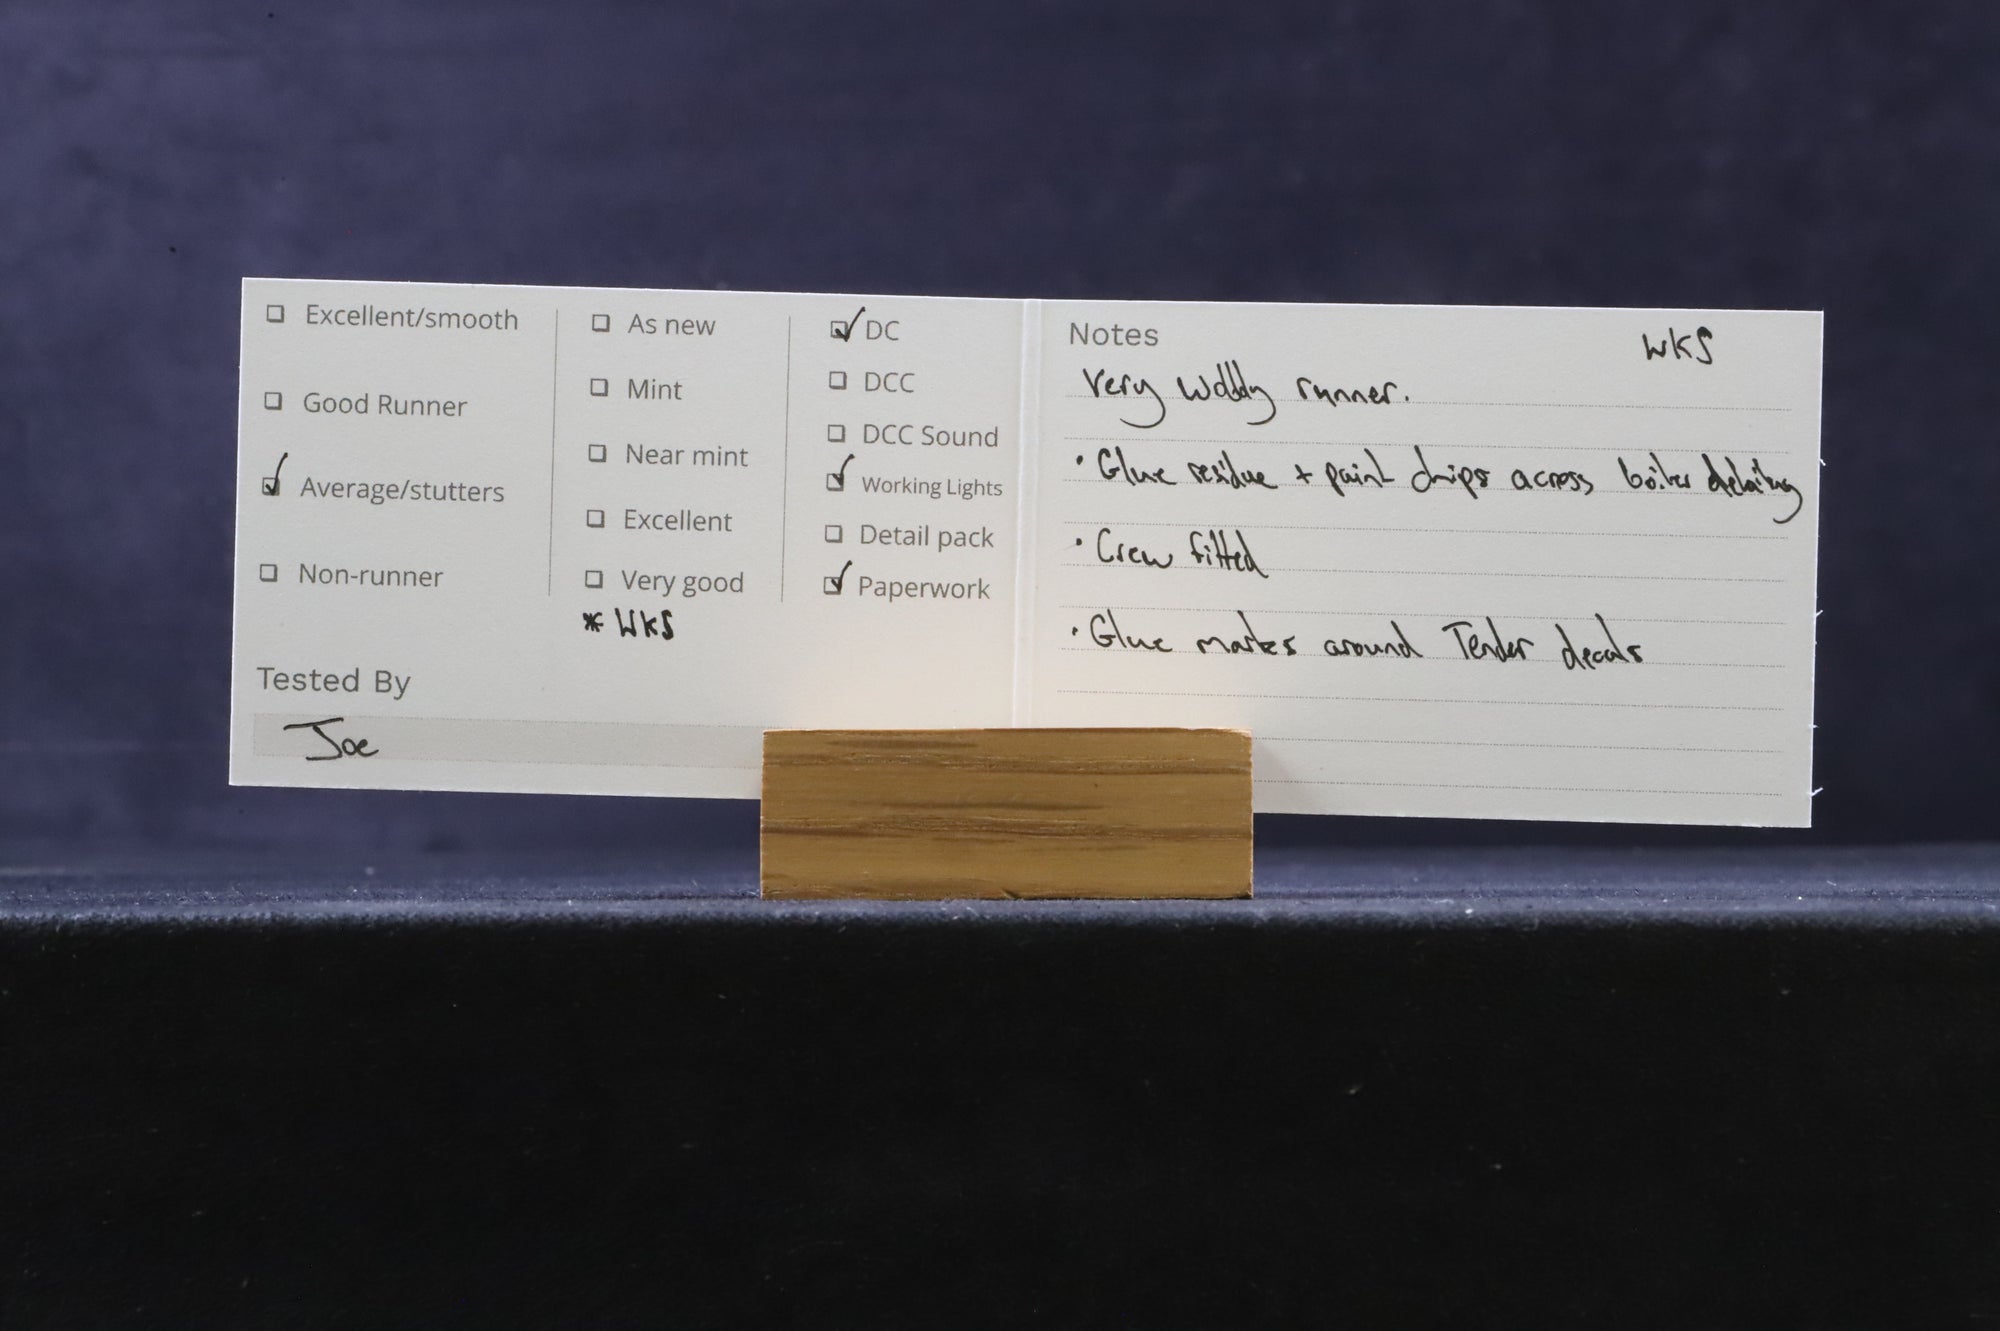 Excellent/smooth
Good Runner
Average/stutters
Non-runner
As new
Mint
Near mint
Excellent
Very good
* WKS
DC
DCC
DCC Sound
Working Lights
Detail pack
Paperwork
Tested By
Joe
Notes
WKS
Very wobbly runner.
• Glue residue + paint chips across boiler detailing
• Crew fitted
• Glue marks around Tender decals